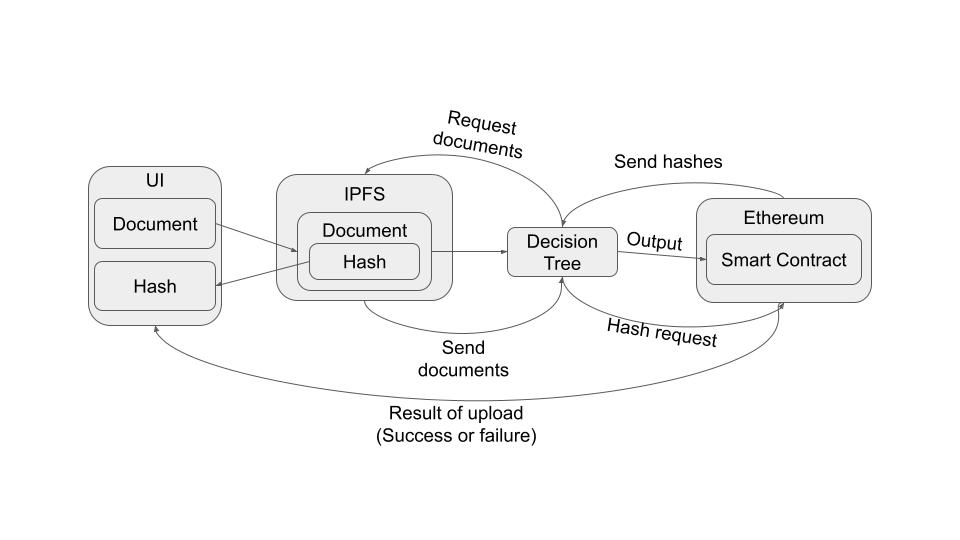 Request
documents
Send hashes
UI
IPFS
Document
Document
Hash
Hash
Decision
Tree
Output
Ethereum
Smart Contract
Hash request
Send
documents
Result of upload
(Success or failure)